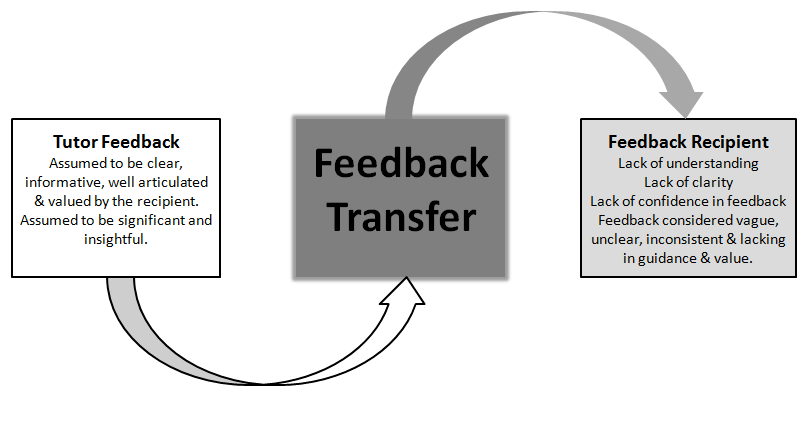 Tutor Feedback
Assumed to be clear,
informative, well articulated
& valued by the recipient.
Assumed to be significant and
insightful.
Feedback
Transfer
Feedback Recipient
Lack of understanding
Lack of clarity
Lack of confidence in feedback
Feedback considered vague,
unclear, inconsistent & lacking
in guidance & value.